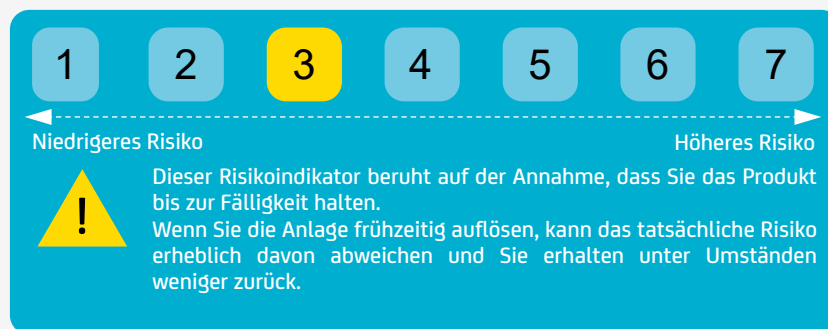 1 2 3 4 5 6 7
Niedrigeres Risiko Höheres Risiko
!
Dieser Risikoindikator beruht auf der Annahme, dass Sie das Produkt
bis zur Fälligkeit halten.
Wenn Sie die Anlage frühzeitig auflösen, kann das tatsächliche Risiko
erheblich davon abweichen und Sie erhalten unter Umständen
weniger zurück.